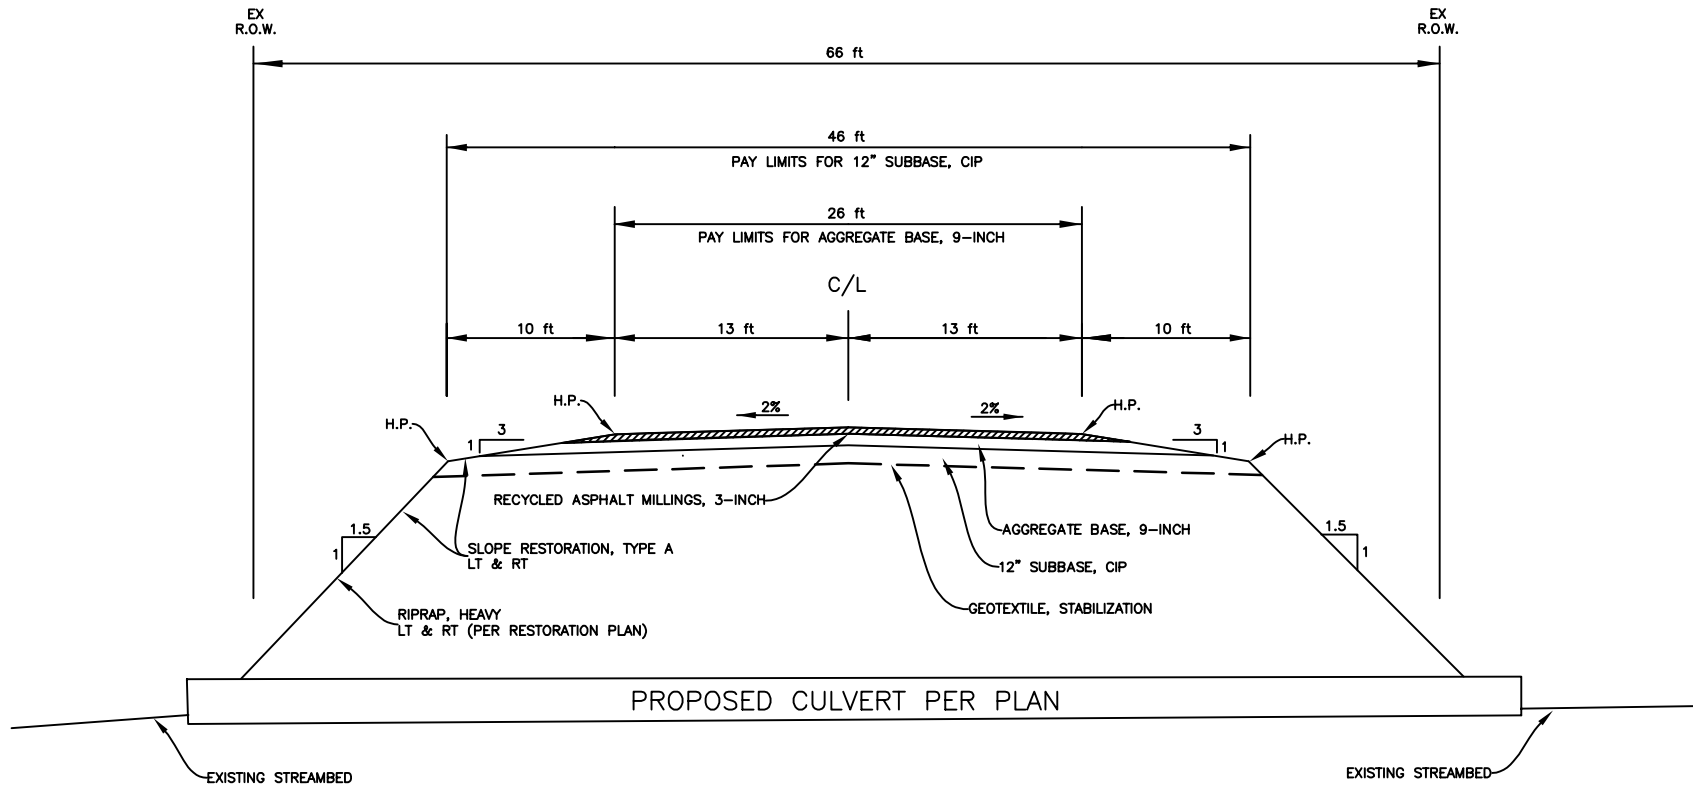 EX
R.O.W.
EX
R.O.W.
66 ft
46 ft
PAY LIMITS FOR 12" SUBBASE, CIP
26 ft
PAY LIMITS FOR AGGREGATE BASE, 9-INCH
C/L
10 ft
13 ft
13 ft
10 ft
H.P.
2%
2%
H.P.
H.P.
3
1
3
1
H.P.
RECYCLED ASPHALT MILLINGS, 3-INCH
AGGREGATE BASE, 9-INCH
1.5
1
1.5
1
SLOPE RESTORATION, TYPE A
LT & RT
12" SUBBASE, CIP
GEOTEXTILE, STABILIZATION
RIPRAP, HEAVY
LT & RT (PER RESTORATION PLAN)
PROPOSED CULVERT PER PLAN
EXISTING STREAMBED
EXISTING STREAMBED